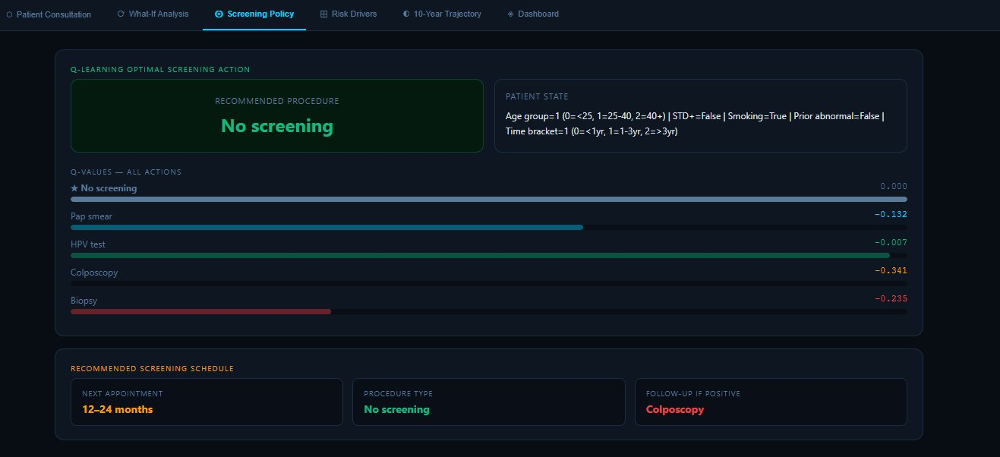 Patient Consultation
What-If Analysis
Screening Policy
Risk Drivers
10-Year Trajectory
Dashboard
Q-LEARNING OPTIMAL SCREENING ACTION
RECOMMENDED PROCEDURE
No screening
PATIENT STATE
Age group=1 (0=<25, 1=25-40, 2=40+) | STD+=False | Smoking=True | Prior abnormal=False |
Time bracket=1 (0=<1yr, 1=1-3yr, 2=>3yr)
Q-VALUES — ALL ACTIONS
★ No screening 0.000
Pap smear −0.132
HPV test −0.007
Colposcopy −0.341
Biopsy −0.235
RECOMMENDED SCREENING SCHEDULE
NEXT APPOINTMENT
12–24 months
PROCEDURE TYPE
No screening
FOLLOW-UP IF POSITIVE
Colposcopy